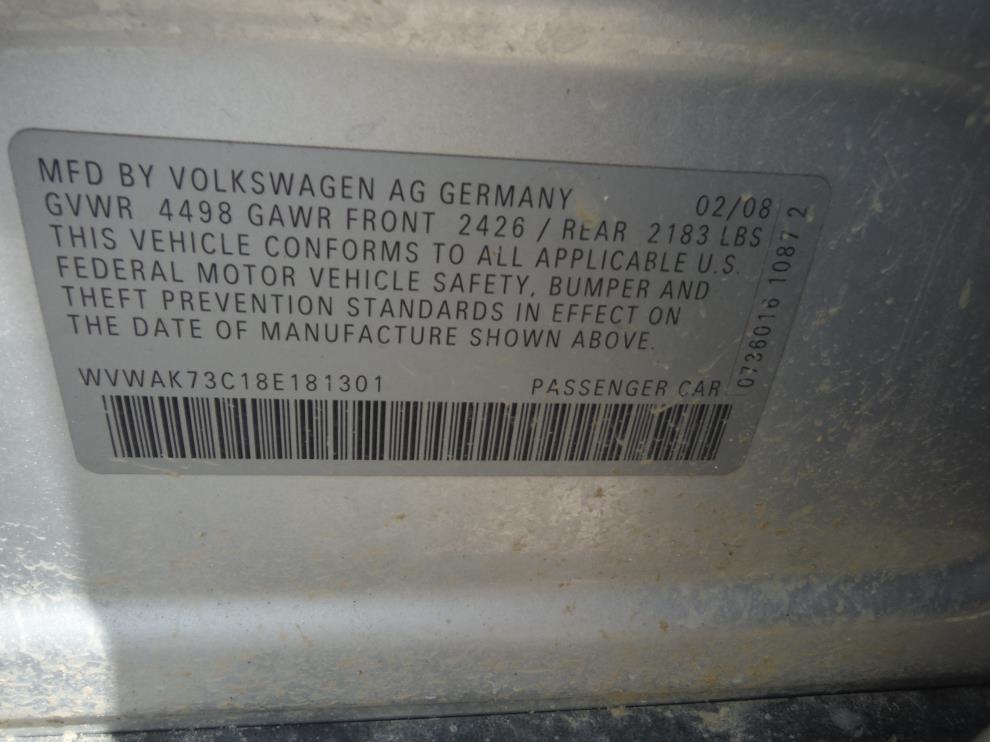 MFD BY VOLKSWAGEN AG GERMANY 02/08
GVWR 4498 GAWR FRONT 2426 / REAR 2183 LBS
THIS VEHICLE CONFORMS TO ALL APPLICABLE U.S.
FEDERAL MOTOR VEHICLE SAFETY, BUMPER AND
THEFT PREVENTION STANDARDS IN EFFECT ON
THE DATE OF MANUFACTURE SHOWN ABOVE.
WVWAK73C18E181301 PASSENGER CAR
0736016 1087 2